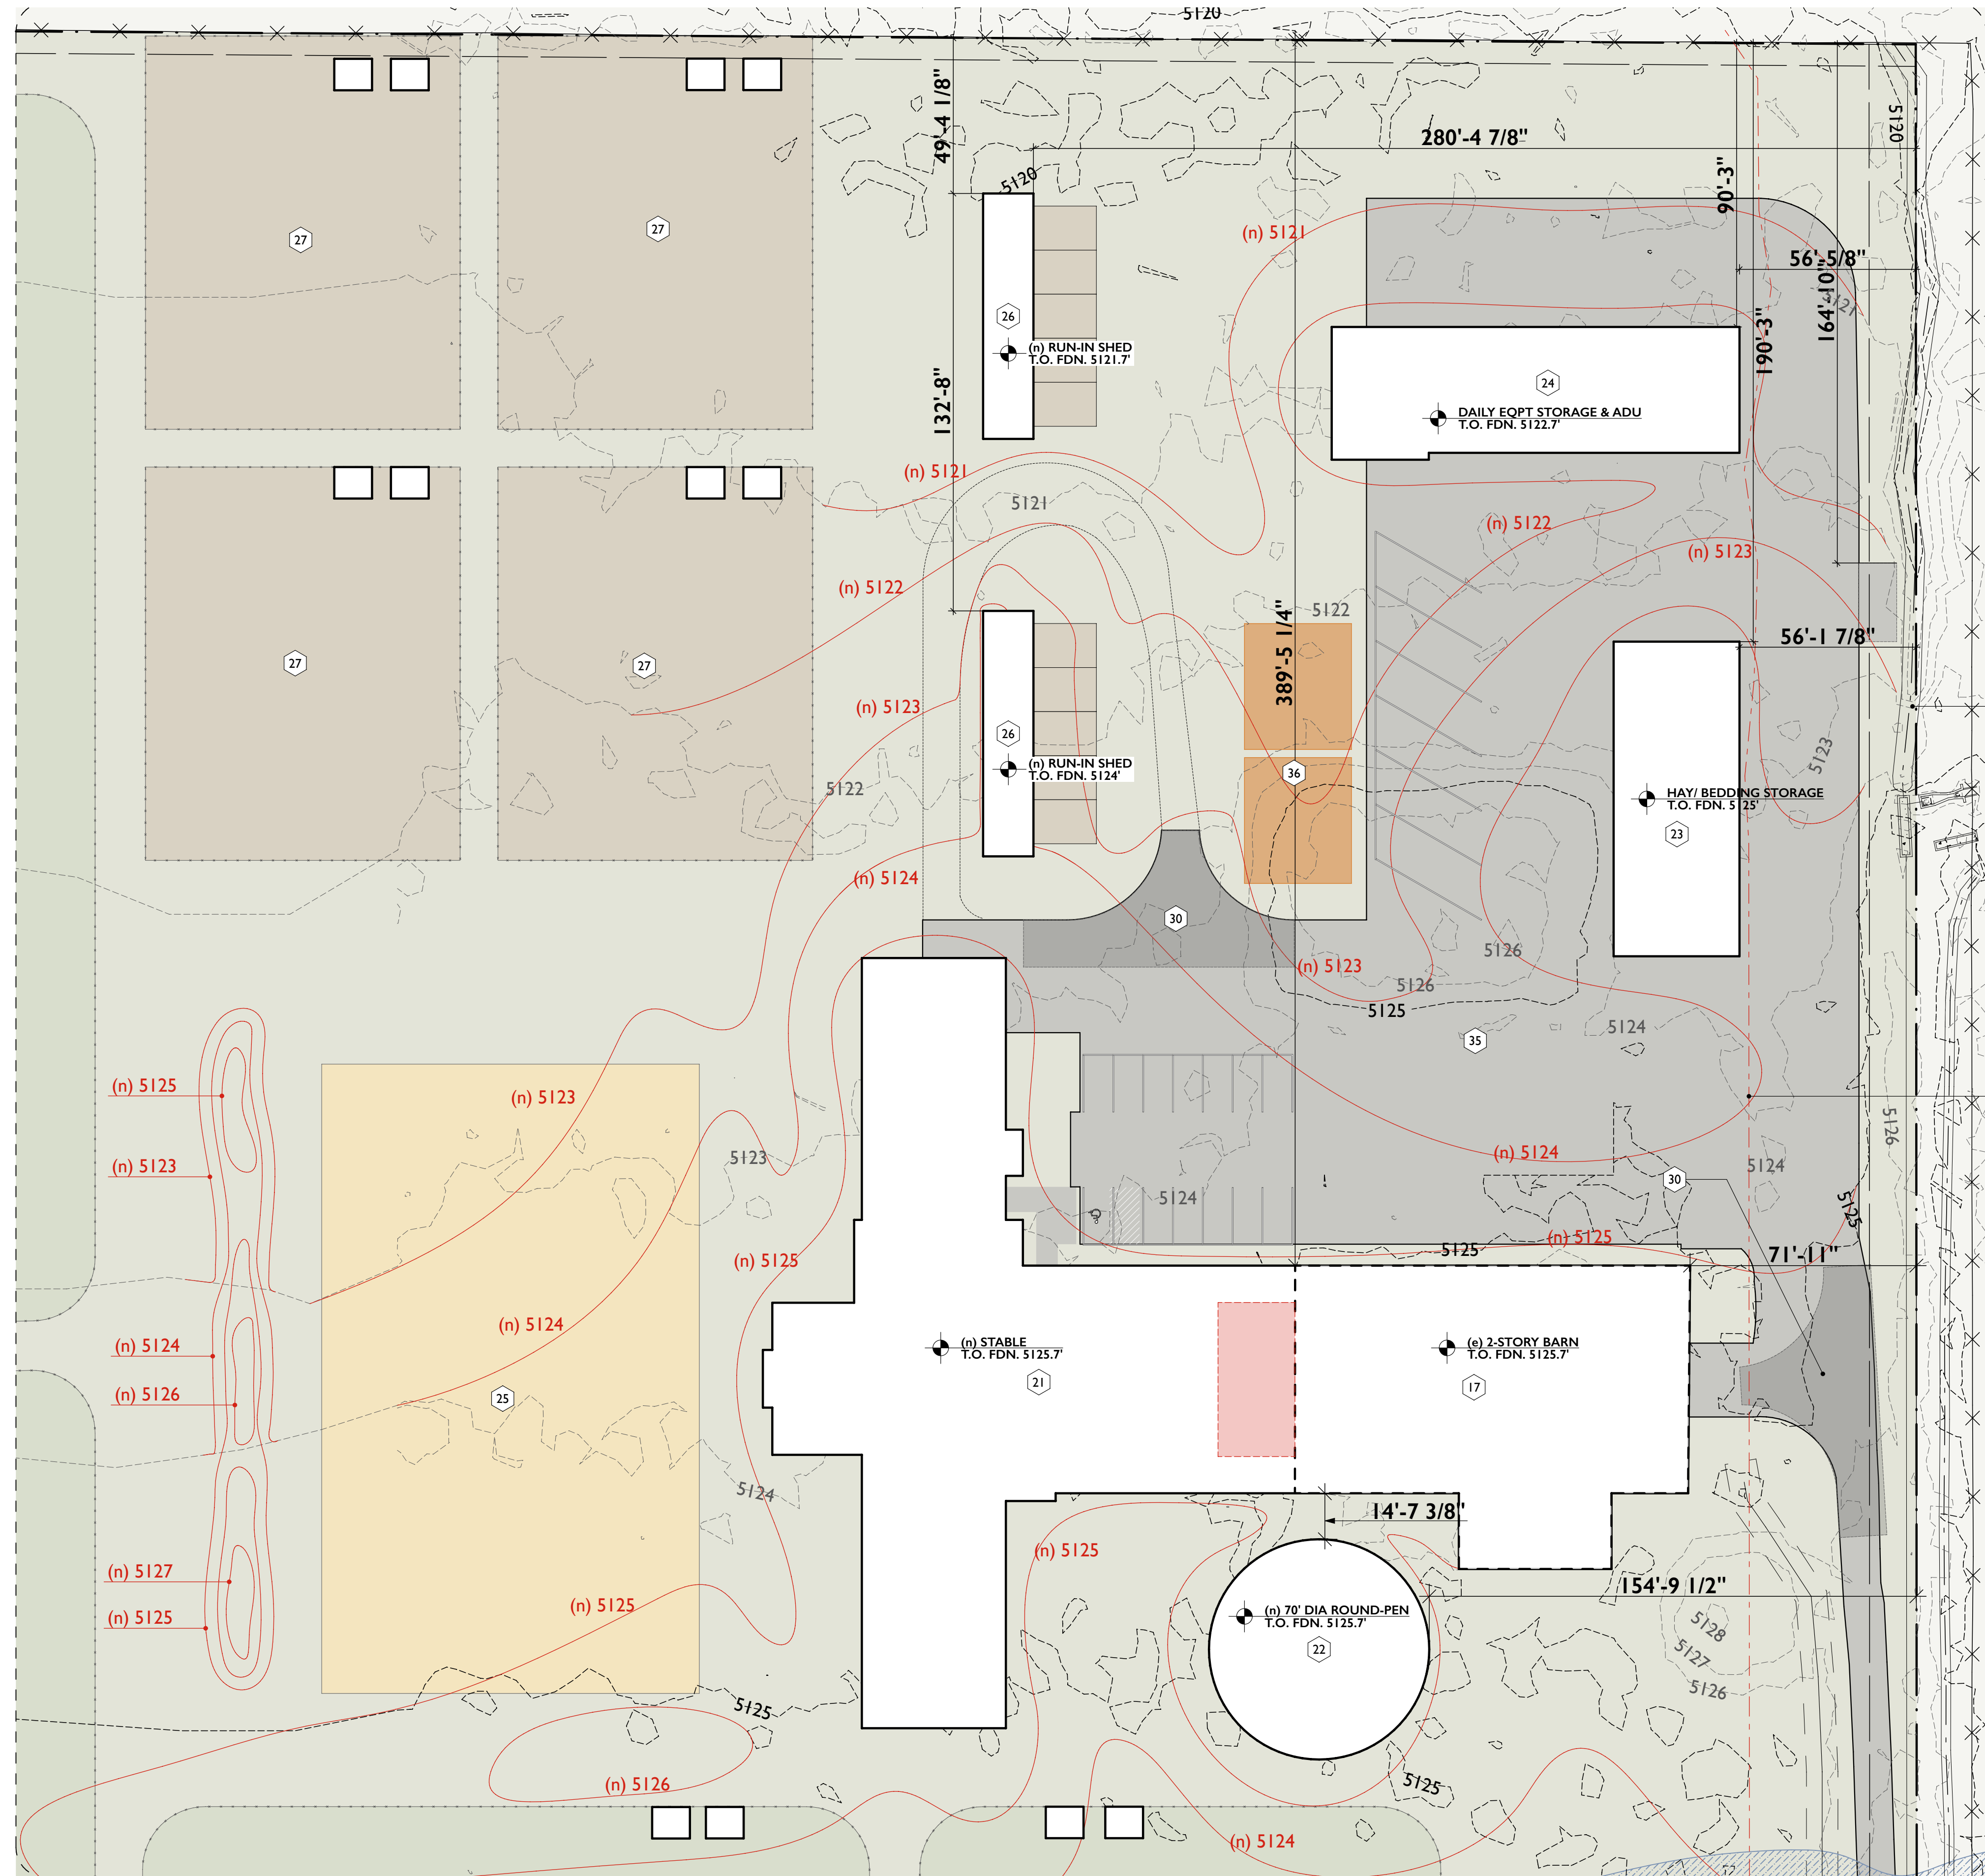 5120
49'-4 1/8"
280'-4 7/8"
5120
90'-3"
5120
27
27
(n) 5121
56'-5/8"
164'-10"
5121
26
(n) RUN-IN SHED
T.O. FDN. 5121.7'
190'-3"
24
DAILY EQPT STORAGE & ADU
T.O. FDN. 5122.7'
132'-8"
(n) 5121
5121
(n) 5122
(n) 5123
(n) 5122
389'-5 1/4"
5122
56'-1 7/8"
27
27
(n) 5123
26
(n) RUN-IN SHED
T.O. FDN. 5124'
36
5122
5123
HAY/ BEDDING STORAGE
T.O. FDN. 5125'
23
(n) 5124
30
5126
(n) 5123
5126
5125
5124
35
(n) 5125
(n) 5123
5126
(n) 5123
5123
(n) 5124
5124
30
5124
5125
(n) 5125
5125
(n) 5125
71'-11"
(n) 5124
(n) 5124
(n) STABLE
T.O. FDN. 5125.7'
21
(e) 2-STORY BARN
T.O. FDN. 5125.7'
17
(n) 5126
25
5124
14'-7 3/8"
(n) 5125
(n) 5127
154'-9 1/2"
(n) 5125
(n) 5125
(n) 70' DIA ROUND-PEN
T.O. FDN. 5125.7'
22
5128
5127
5126
5125
(n) 5126
5125
(n) 5124